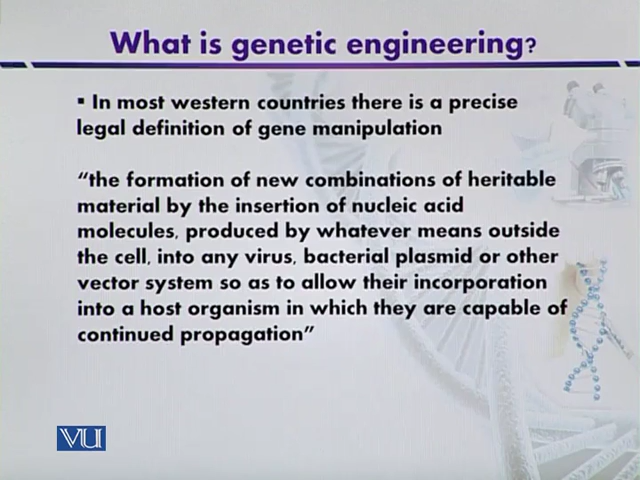 What is genetic engineering?
▪ In most western countries there is a precise
legal definition of gene manipulation
“the formation of new combinations of heritable
material by the insertion of nucleic acid
molecules, produced by whatever means outside
the cell, into any virus, bacterial plasmid or other
vector system so as to allow their incorporation
into a host organism in which they are capable of
continued propagation”
VU